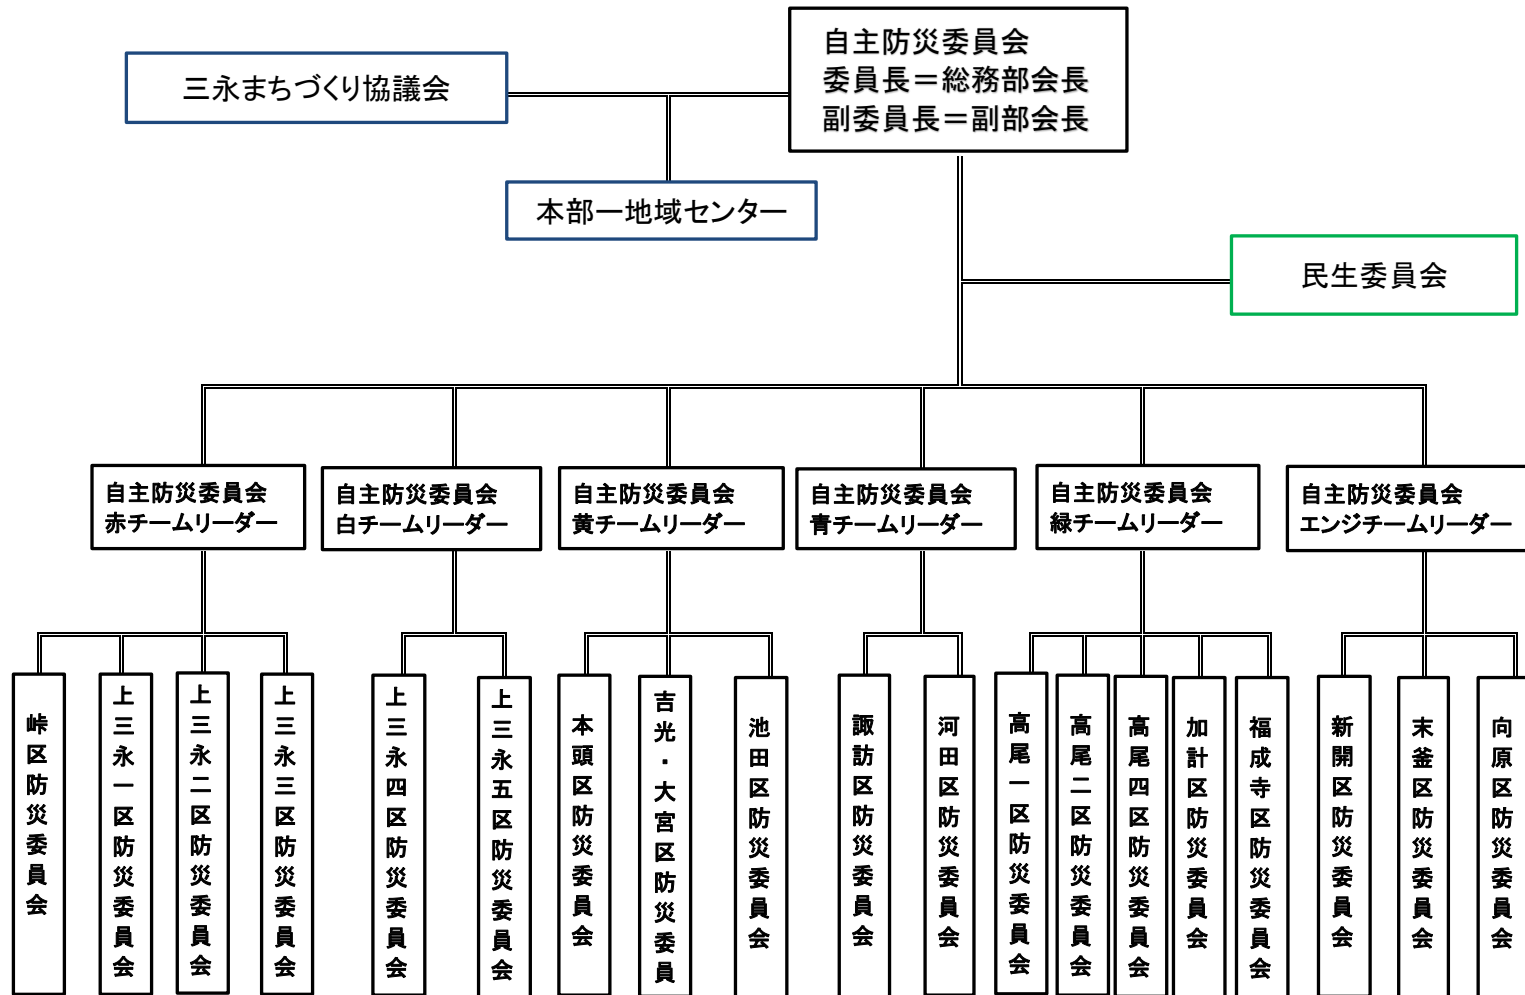 自主防災委員会
委員長＝総務部会長
副委員長＝副部会長
三永まちづくり協議会
本部ー地域センター
民生委員会
自主防災委員会
赤チームリーダー
自主防災委員会
白チームリーダー
自主防災委員会
黄チームリーダー
自主防災委員会
青チームリーダー
自主防災委員会
緑チームリーダー
自主防災委員会
エンジチームリーダー
峠区防災委員会
上三永一区防災委員会
上三永二区防災委員会
上三永三区防災委員会
上三永四区防災委員会
上三永五区防災委員会
本頭区防災委員会
吉光・大宮区防災委員
池田区防災委員会
諏訪区防災委員会
河田区防災委員会
高尾一区防災委員会
高尾二区防災委員会
高尾四区防災委員会
加計区防災委員会
福成寺区防災委員会
新開区防災委員会
末釜区防災委員会
向原区防災委員会